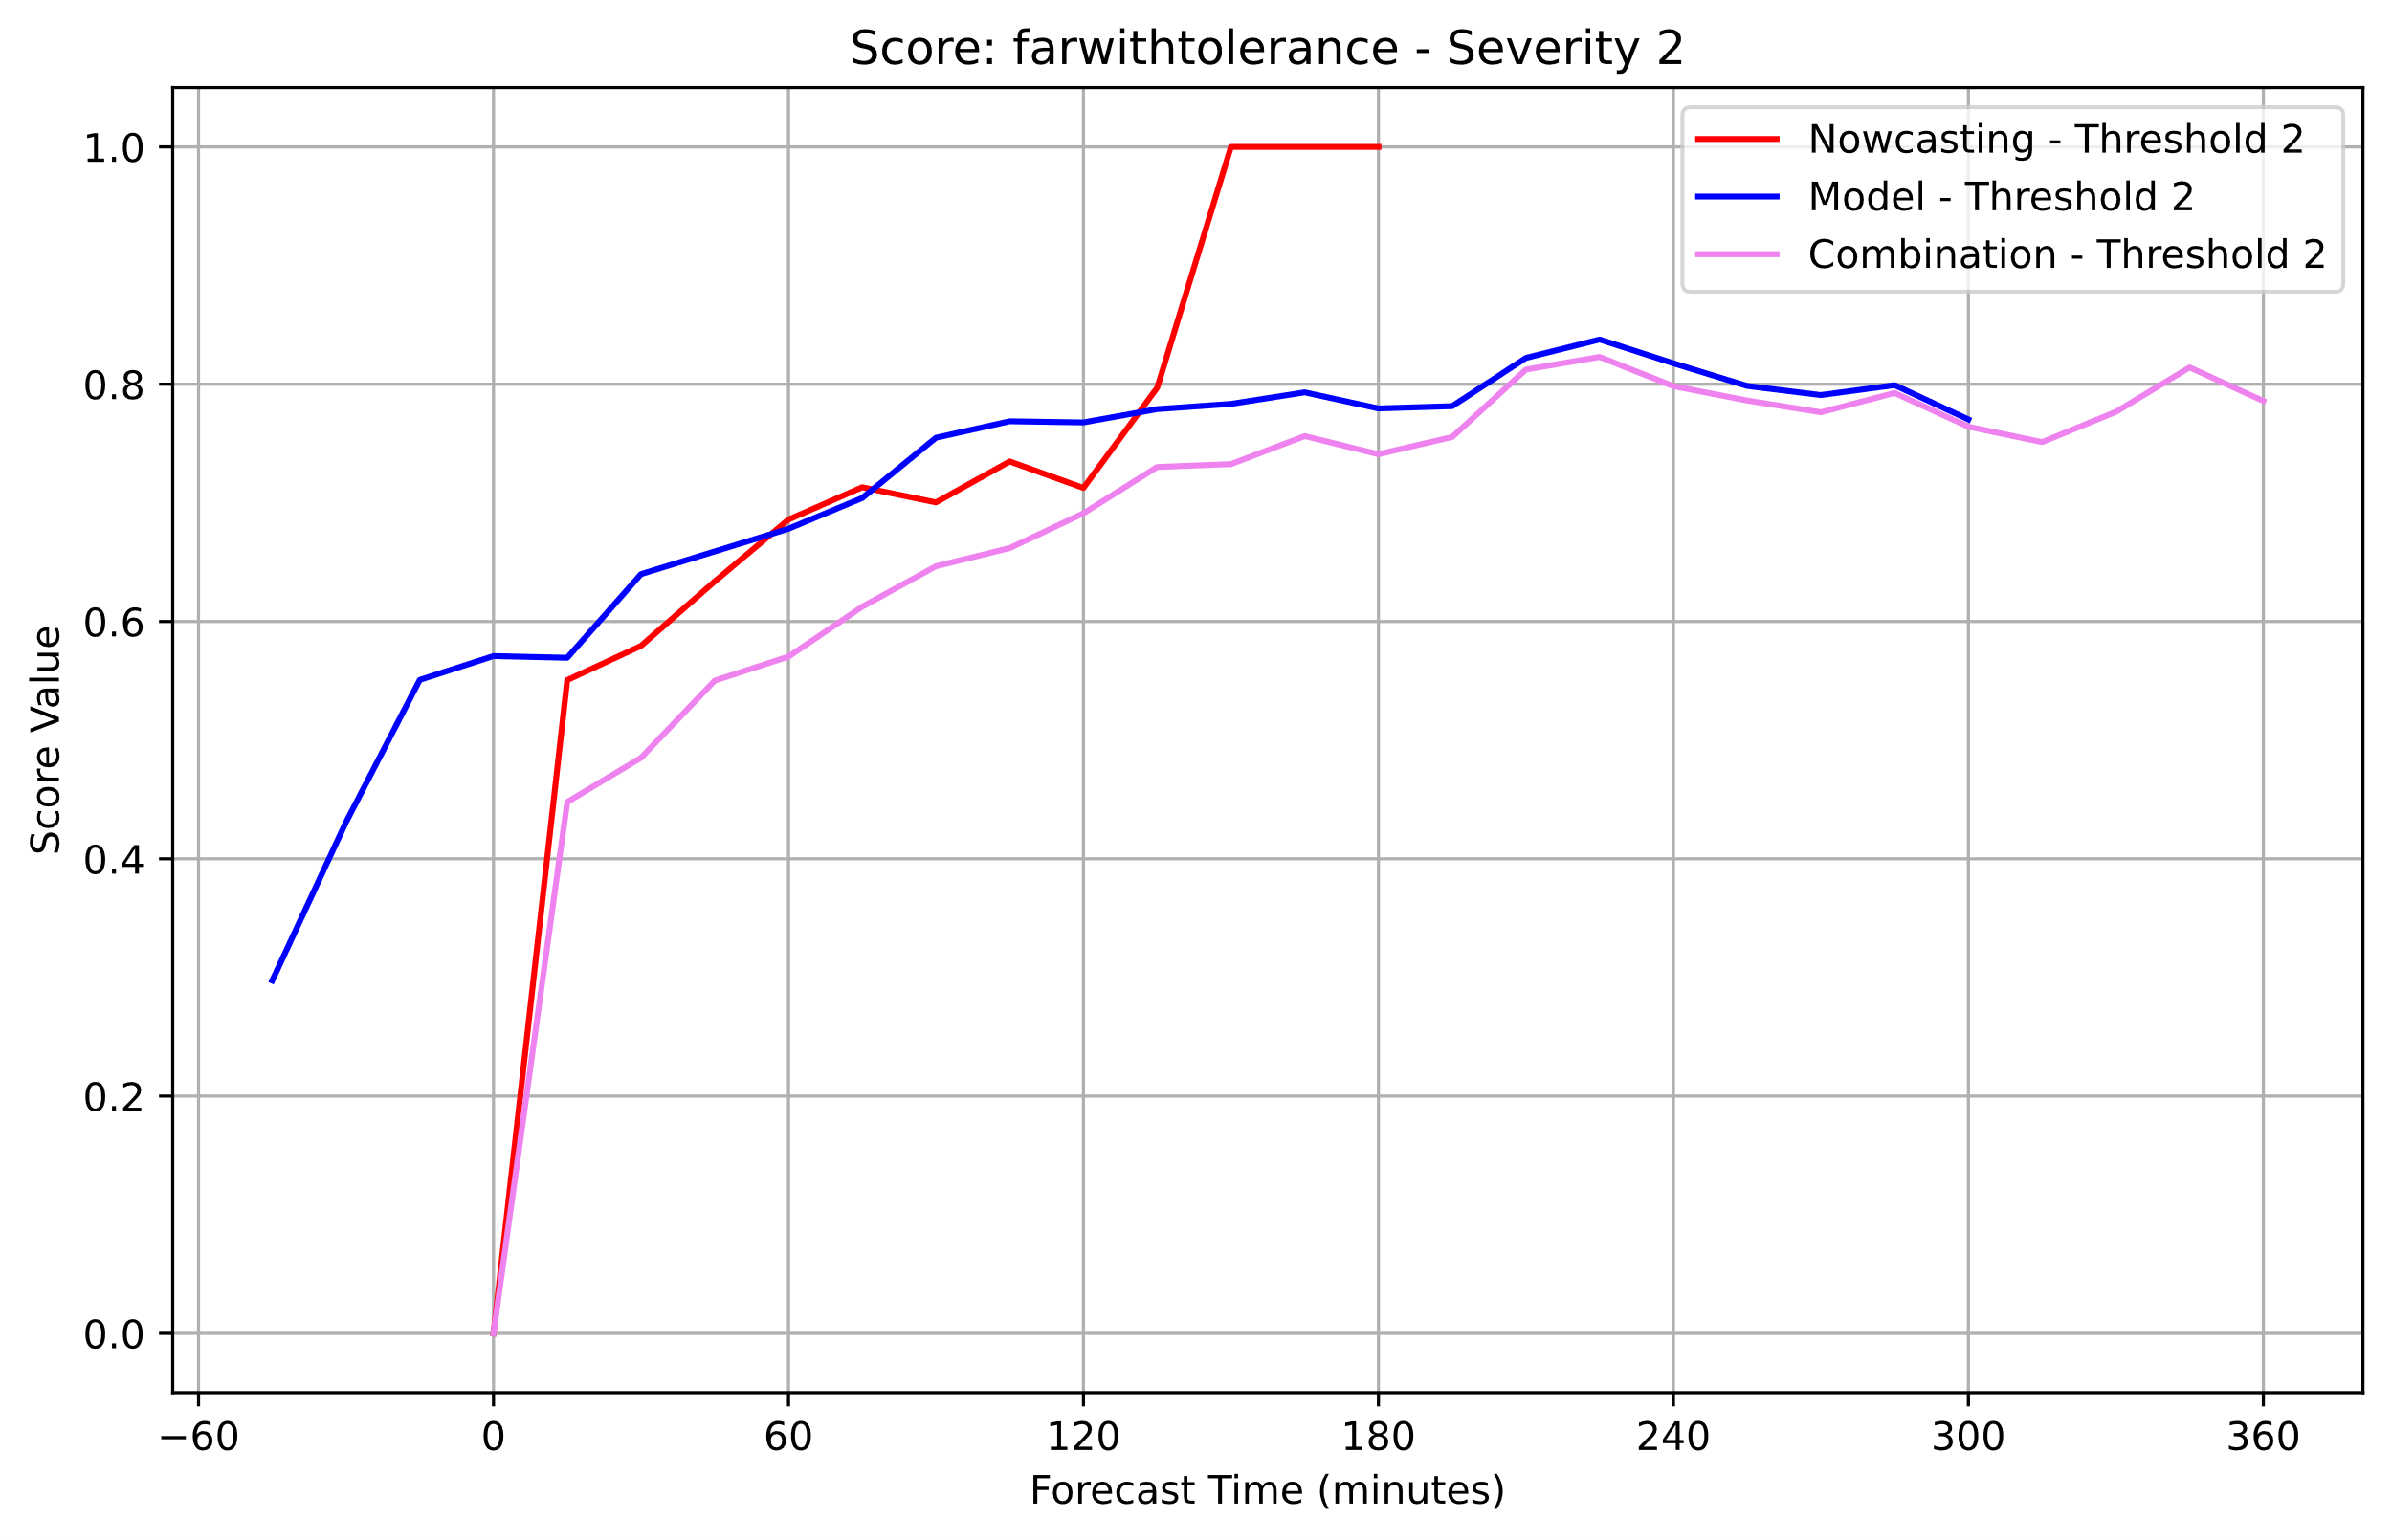 Score: farwithtolerance - Severity 2
Nowcasting - Threshold 2
Model - Threshold 2
Combination - Threshold 2
1.0
0.8
0.6
0.4
0.2
0.0
Score Value
−60 0 60 120 180 240 300 360
Forecast Time (minutes)